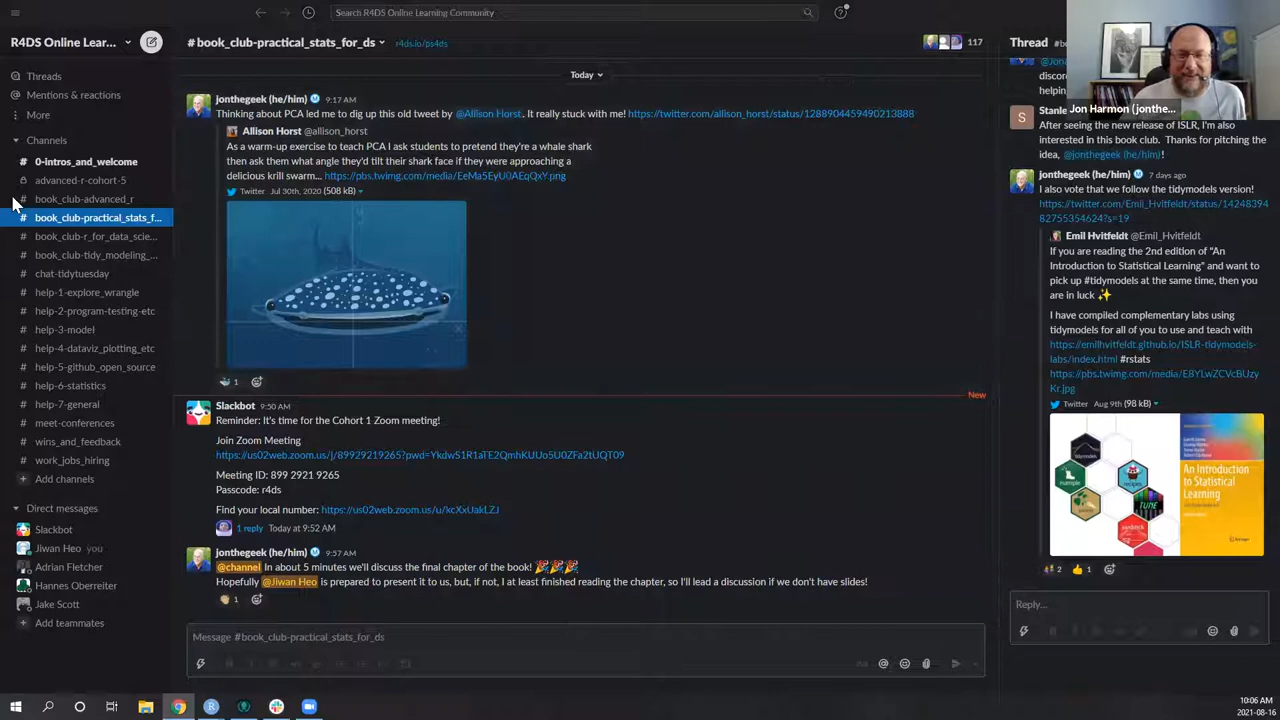 Search R4DS Online Learning Community
R4DS Online Lear...
Threads
Mentions & reactions
More
Channels
0-intros_and_welcome
advanced-r-cohort-5
# book_club-advanced_r
# book_club-practical_stats_f...
# book_club-r_for_data_scie...
# book_club-tidy_modeling_...
# chat-tidytuesday
# help-1-explore_wrangle
# help-2-program-testing-etc
# help-3-model
# help-4-dataviz_plotting_etc
# help-5-github_open_source
# help-6-statistics
# help-7-general
# meet-conferences
# wins_and_feedback
# work_jobs_hiring
Add channels
Direct messages
Slackbot
Jiwan Heo you
Adrian Fletcher
Hannes Oberreiter
Jake Scott
Add teammates
# book_club-practical_stats_for_ds
r4ds.io/ps4ds
117
Today
jonthegeek (he/him) 9:17 AM
Thinking about PCA led me to dig up this old tweet by @Allison Horst. It really stuck with me! https://twitter.com/allison_horst/status/1288904459490213888
Allison Horst @allison_horst
As a warm-up exercise to teach PCA I ask students to pretend they're a whale shark
then ask them what angle they'd tilt their shark face if they were approaching a
delicious krill swarm... https://pbs.twimg.com/media/EeMa5EyU0AEqQxY.png
Twitter Jul 30th, 2020 (508 kB)
1
New
Slackbot 9:50 AM
Reminder: It's time for the Cohort 1 Zoom meeting!
Join Zoom Meeting
https://us02web.zoom.us/j/89929219265?pwd=YkdwS1R1aTE2QmhKUUo5U0ZFa2tUQT09
Meeting ID: 899 2921 9265
Passcode: r4ds
Find your local number: https://us02web.zoom.us/u/kcXxUakLZJ
1 reply Today at 9:52 AM
jonthegeek (he/him) 9:57 AM
@channel In about 5 minutes we'll discuss the final chapter of the book!
Hopefully @Jiwan Heo is prepared to present it to us, but, if not, I at least finished reading the chapter, so I'll lead a discussion if we don't have slides!
1
Message #book_club-practical_stats_for_ds
Thread
discor
helpin
Jon Harmon (jonthe...
Stanle
After seeing the new release of ISLR, I'm also
interested in this book club. Thanks for pitching the
idea, @jonthegeek (he/him)!
jonthegeek (he/him) 7 days ago
I also vote that we follow the tidymodels version!
https://twitter.com/Emil_Hvitfeldt/status/14248394
82755354624?s=19
Emil Hvitfeldt @Emil_Hvitfeldt
If you are reading the 2nd edition of "An
Introduction to Statistical Learning" and want to
pick up #tidymodels at the same time, then you
are in luck
I have compiled complementary labs using
tidymodels for all of you to use and teach with
https://emilhvitfeldt.github.io/ISLR-tidymodels-
labs/index.html #rstats
https://pbs.twimg.com/media/E8YLwZCVcBUzy
Kr.jpg
Twitter Aug 9th (98 kB)
tidymodels
recipes
TUNE
An Introduction
to Statistical
Learning
2
1
Reply...
10:06 AM
2021-08-16